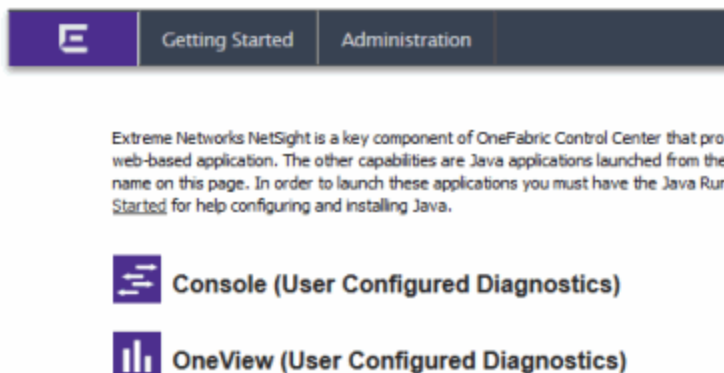 Getting Started Administration
Extreme Networks NetSight is a key component of OneFabric Control Center that pro
web-based application. The other capabilities are Java applications launched from the
name on this page. In order to launch these applications you must have the Java Run
Started for help configuring and installing Java.
Console (User Configured Diagnostics)
OneView (User Configured Diagnostics)